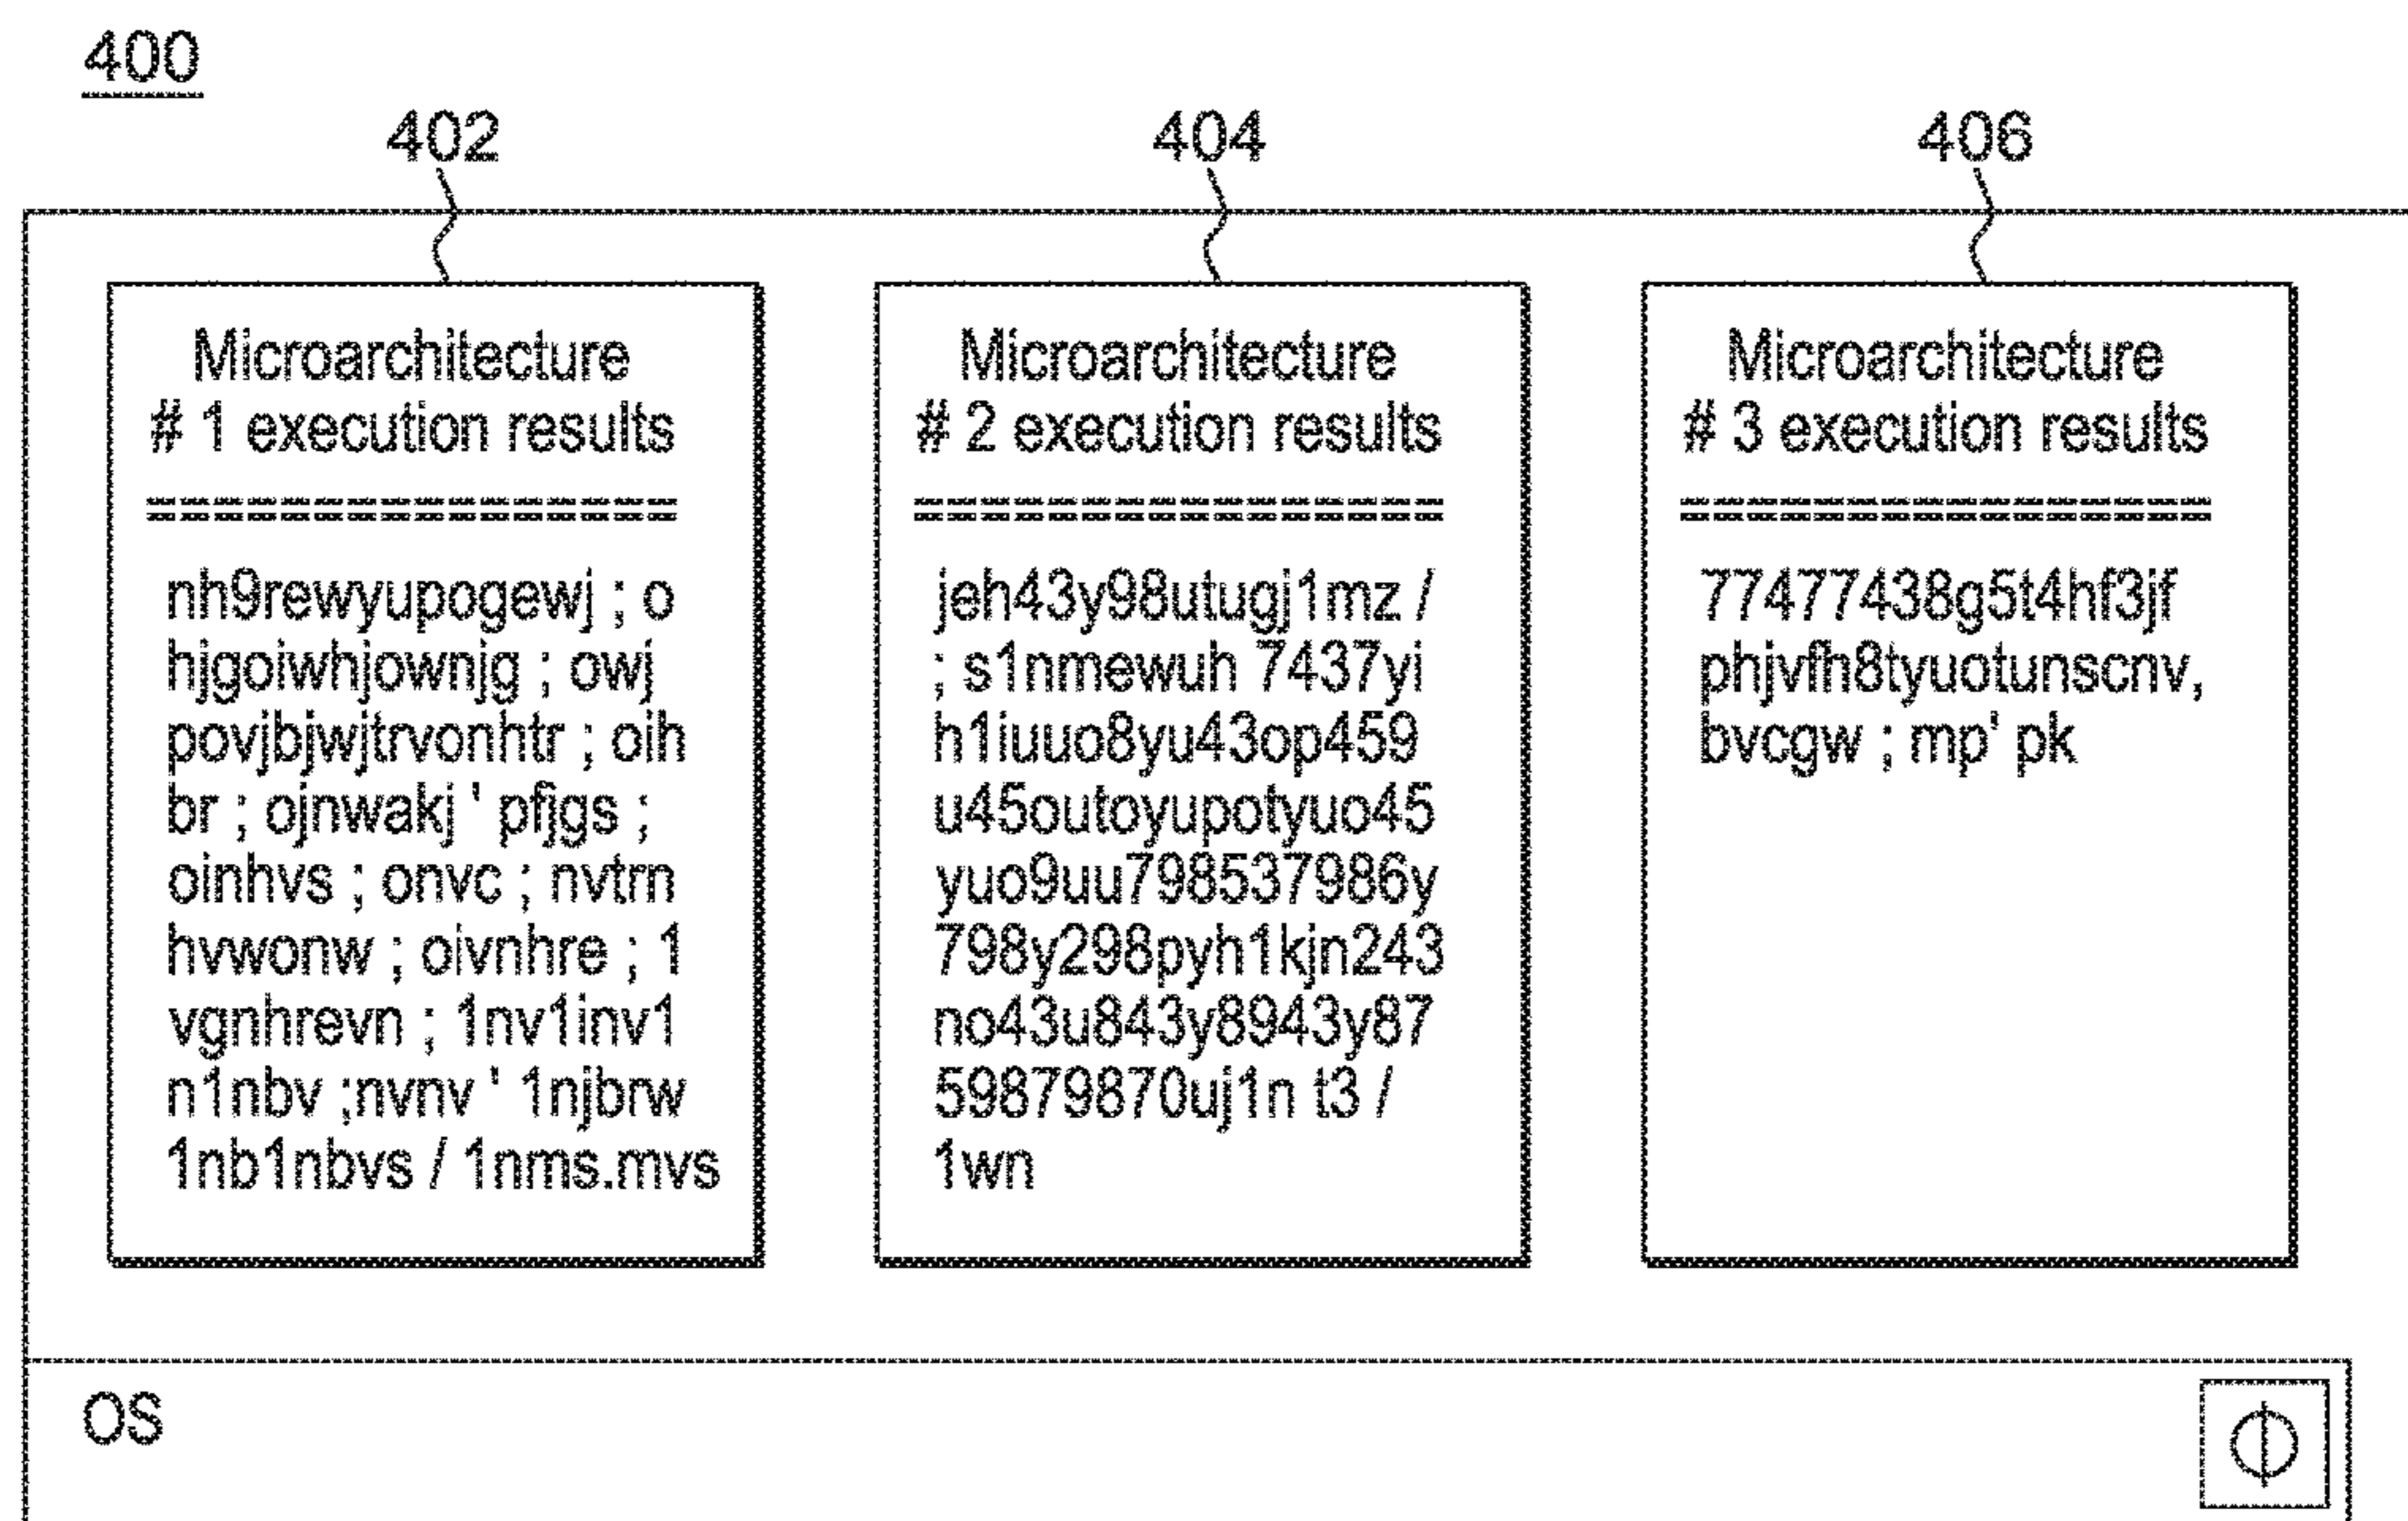 400
402
404
406
Microarchitecture
# 1 execution results
================
nh9rewyupogewj ; o
hjgoiwhjownjg ; owj
povjbjwjtrvonhtr ; oih
br ; ojnwakj ' pfjgs ;
oinhvs ; onvc ; nvtrn
hvwonw ; oivnhre ; 1
vgnhrevn ; 1nv1inv1
n1nbv ;nvnv ' 1njbrw
1nb1nbvs / 1nms.mvs
Microarchitecture
# 2 execution results
================
jeh43y98utugj1mz /
; s1nmewuh 7437yi
h1iuuo8yu43op459
u45outoyupotyuo45
yuo9uu798537986y
798y298pyh1kjn243
no43u843y8943y87
59879870uj1n t3 /
1wn
Microarchitecture
# 3 execution results
================
77477438g5t4hf3jf
phjvfh8tyuotunscnv,
bvcgw ; mp' pk
OS